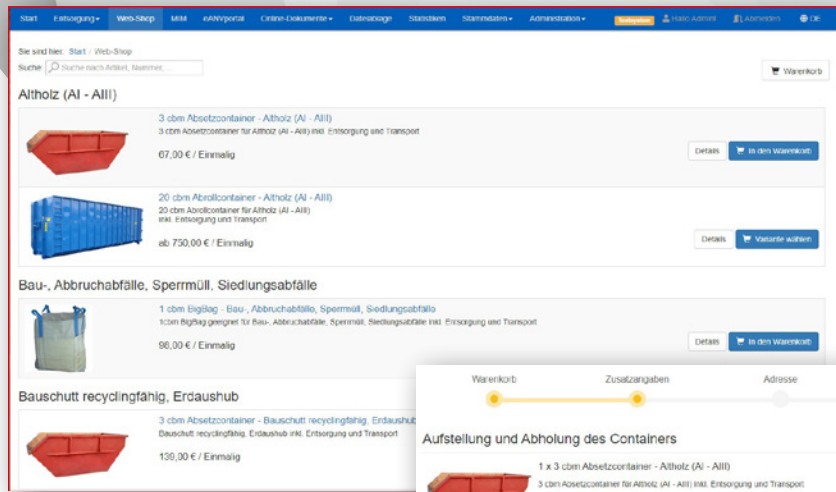 Start Entsorgung Web-Shop MIM eANVportal Online-Dokumente Dateiablage Statistiken Stammdaten Administration Testsystem Hallo Admin! Abmelden DE
Sie sind hier: Start / Web-Shop
Suche: Suche nach Artikel, Nummer, ...
Warenkorb
Altholz (AI - AIII)
3 cbm Absetzcontainer - Altholz (AI - AIII)
3 cbm Absetzcontainer für Altholz (AI - AIII) inkl. Entsorgung und Transport
67,00 € / Einmalig
Details In den Warenkorb
20 cbm Abrollcontainer - Altholz (AI - AIII)
20 cbm Abrollcontainer für Altholz (AI - AIII)
inkl. Entsorgung und Transport
ab 750,00 € / Einmalig
Details Variante wählen
Bau-, Abbruchabfälle, Sperrmüll, Siedlungsabfälle
1 cbm BigBag - Bau-, Abbruchabfälle, Sperrmüll, Siedlungsabfälle
1cbm BigBag geeignet für Bau-, Abbruchabfälle, Sperrmüll, Siedlungsabfälle inkl. Entsorgung und Transport
98,00 € / Einmalig
Details In den Warenkorb
Bauschutt recyclingfähig, Erdaushub
3 cbm Absetzcontainer - Bauschutt recyclingfähig, Erdaushub
Bauschutt recyclingfähig, Erdaushub inkl. Entsorgung und Transport
139,00 € / Einmalig
Warenkorb Zusatzangaben Adresse
Aufstellung und Abholung des Containers
1 x 3 cbm Absetzcontainer - Altholz (AI - AIII)
3 cbm Absetzcontainer für Altholz (AI - AIII) inkl. Entsorgung und Transport